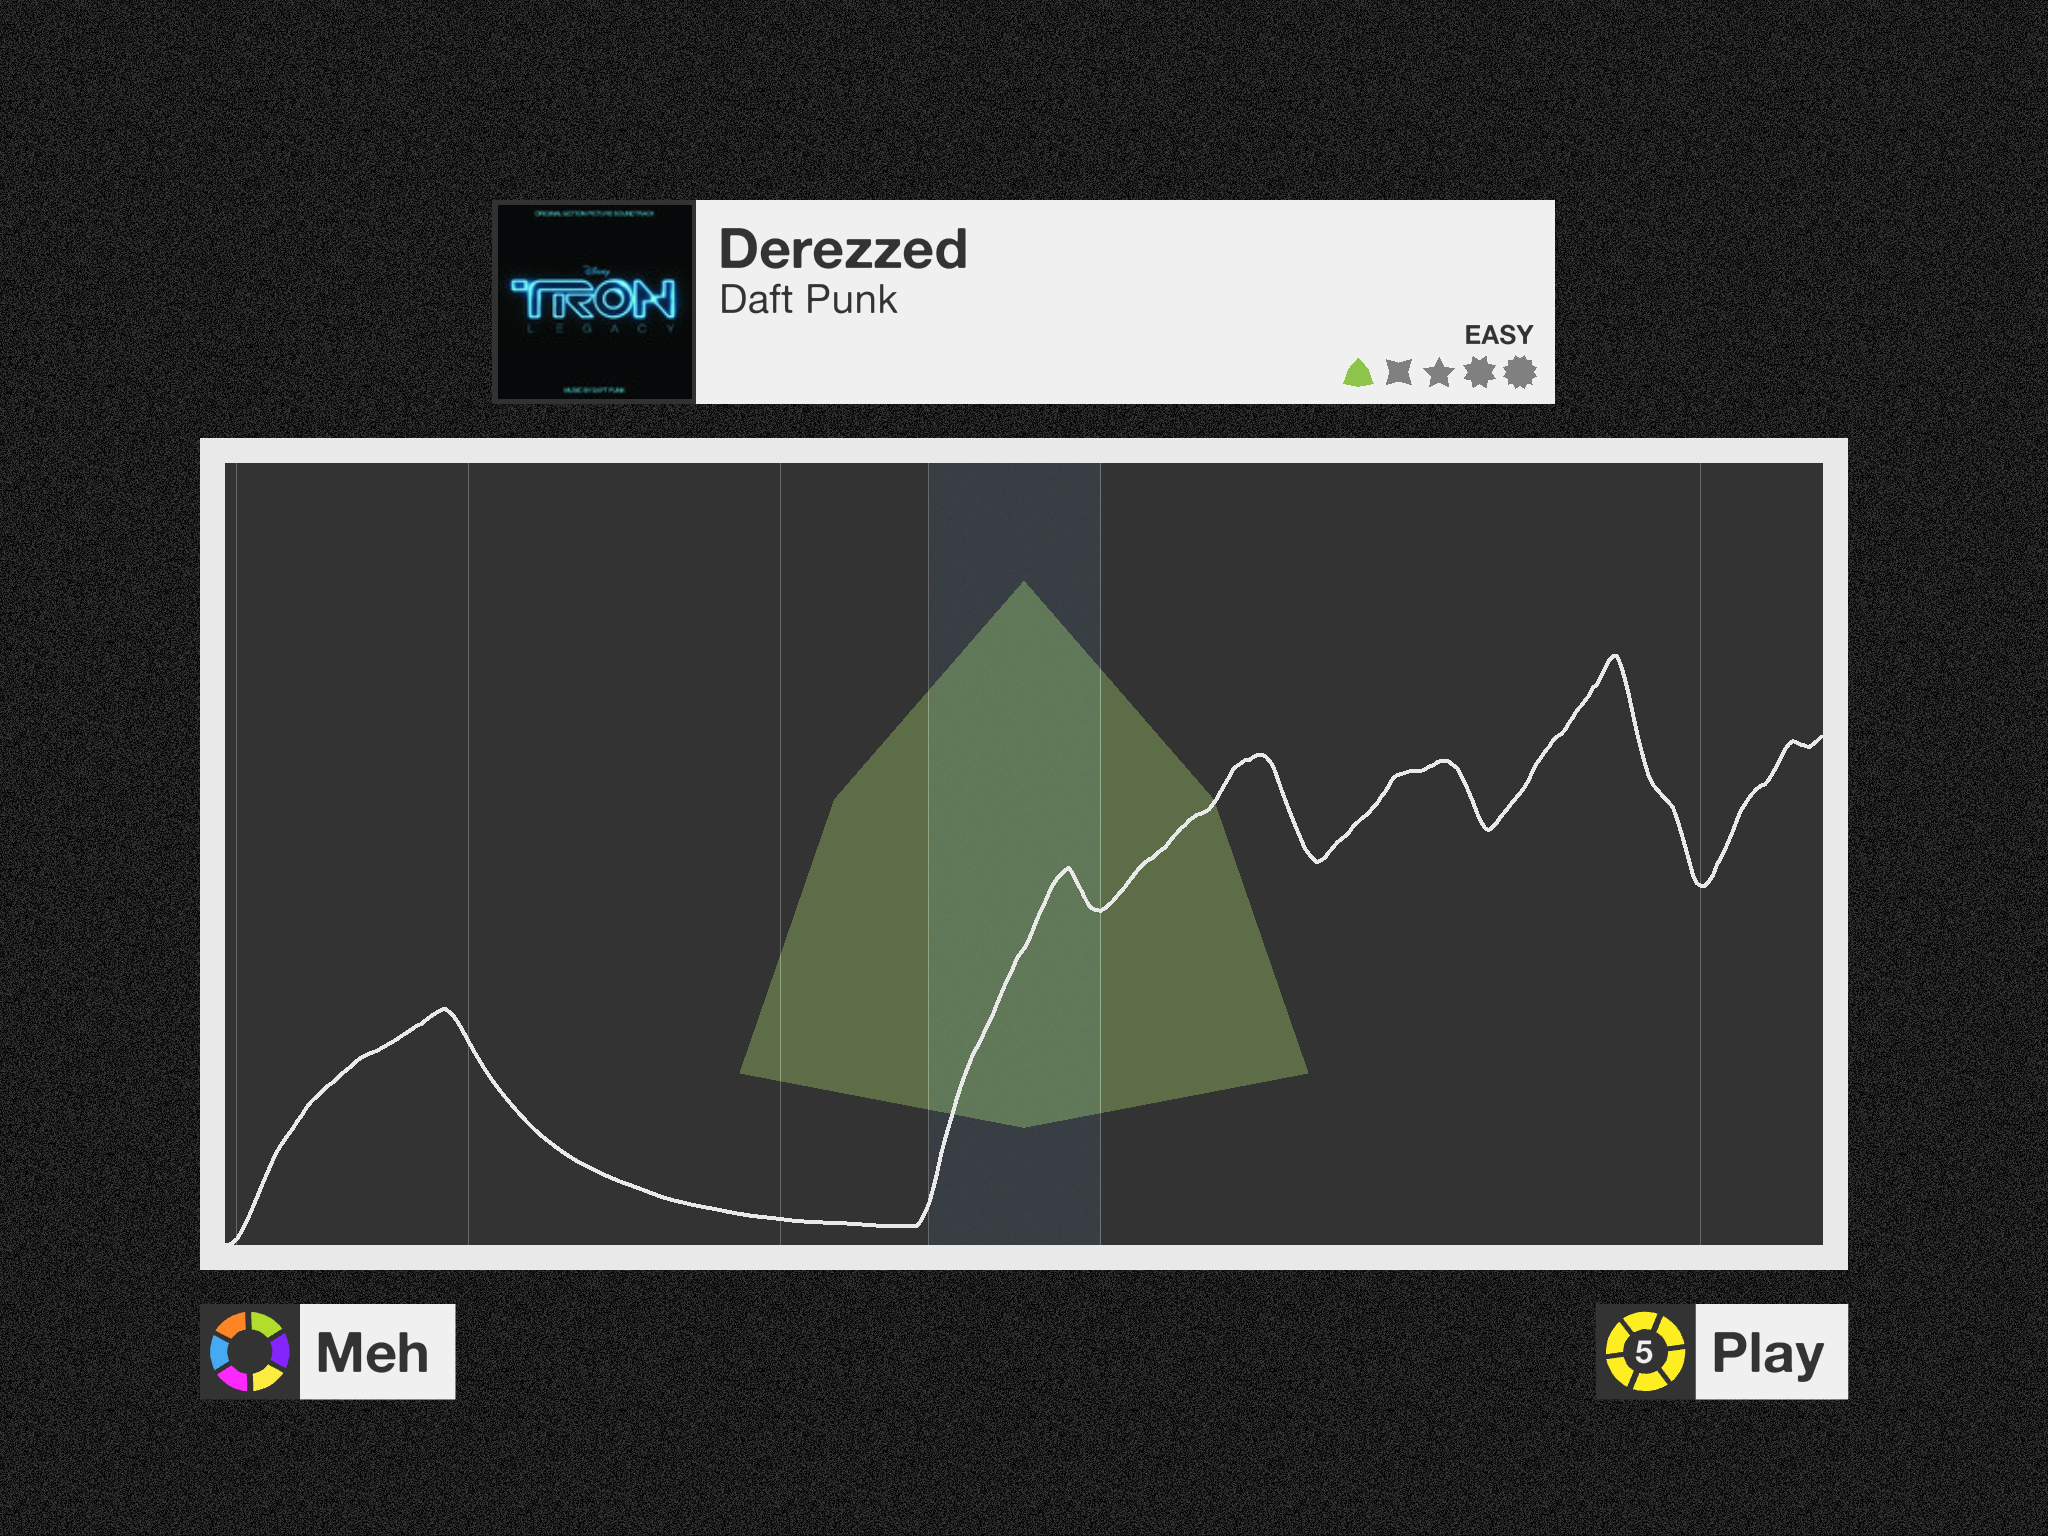 ORIGINAL MOTION PICTURE SOUNDTRACK
Disney
TRON
LEGACY
MUSIC BY DAFT PUNK
Derezzed
Daft Punk
EASY
Meh
5
Play